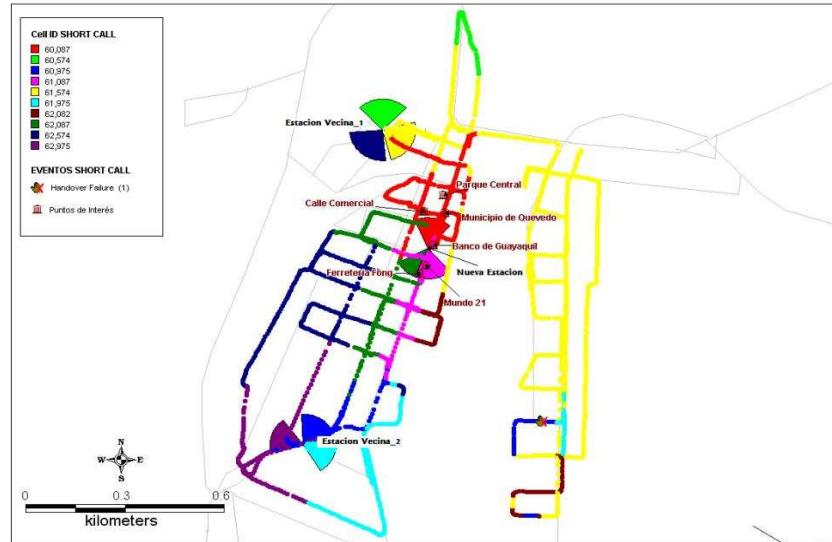 Cell ID SHORT CALL
60,087
60,574
60,975
61,087
61,574
61,975
62,082
62,087
62,574
62,975
EVENTOS SHORT CALL
Handover Failure (1)
Puntos de Interés
Estacion Vecina_1
Parque Central
Calle Comercial
Municipio de Quevedo
Banco de Guayaquil
Nueva Estacion
Ferreteria Fong
Mundo 21
Estacion Vecina_2
N
W E
S
0 0.3 0.6
kilometers